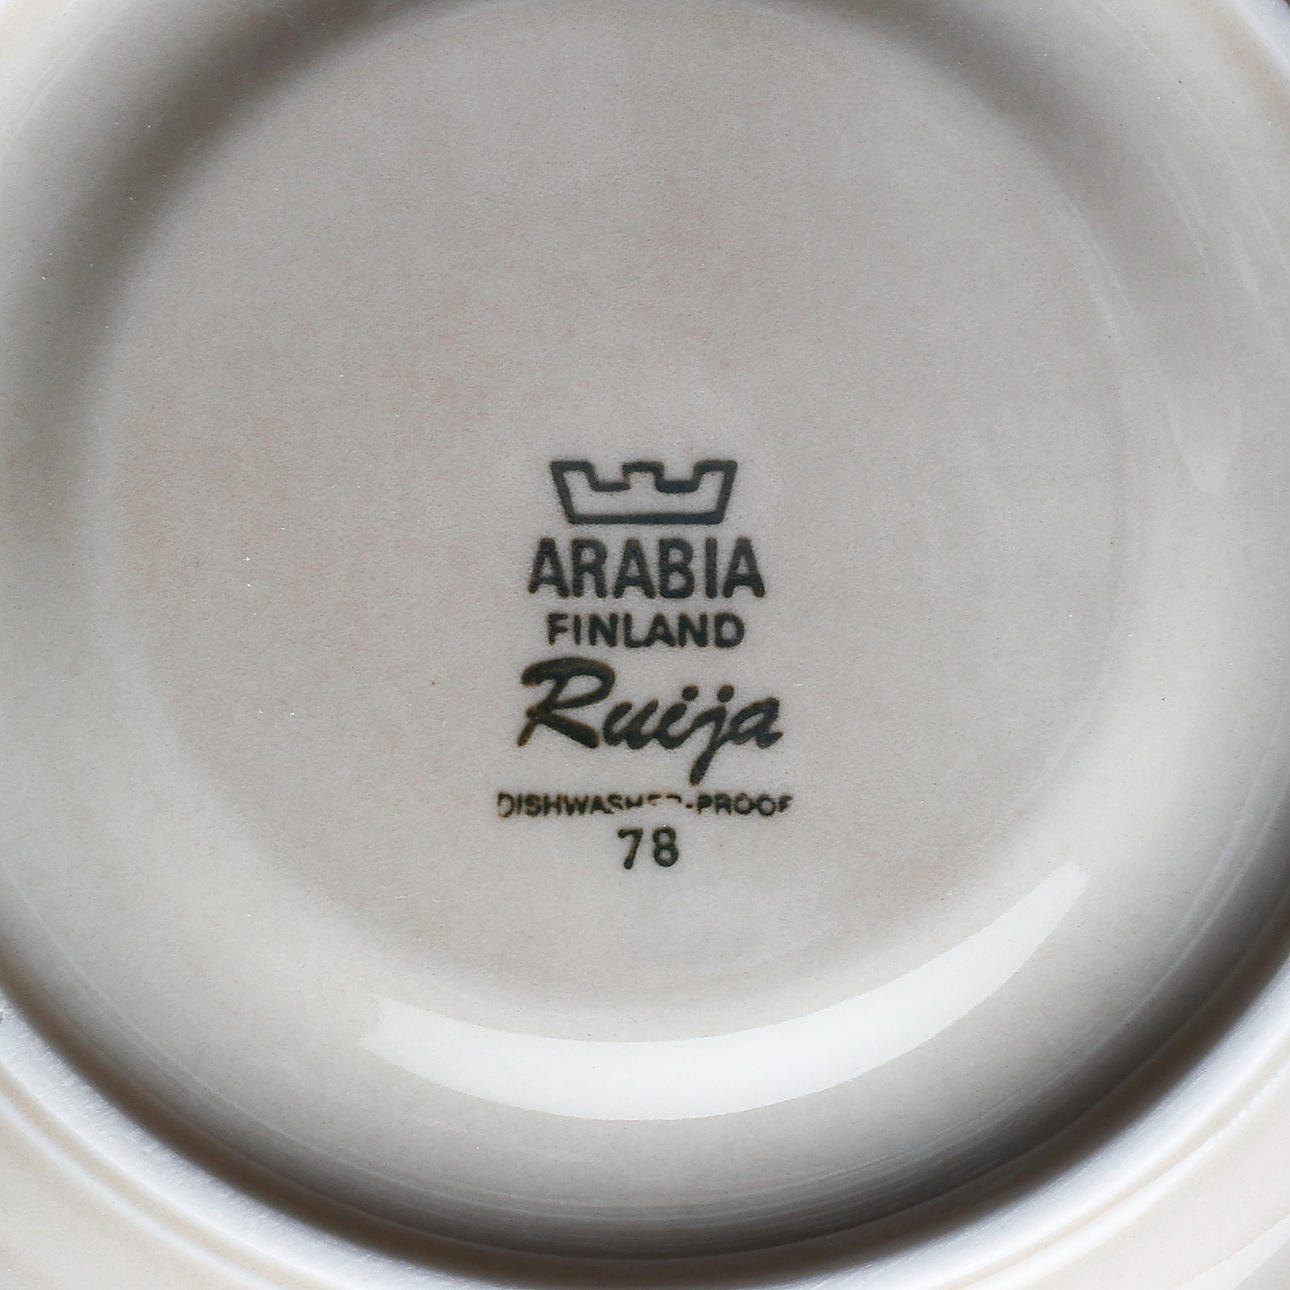 ARABIA
FINLAND
Ruija
DISHWASHER-PROOF
78